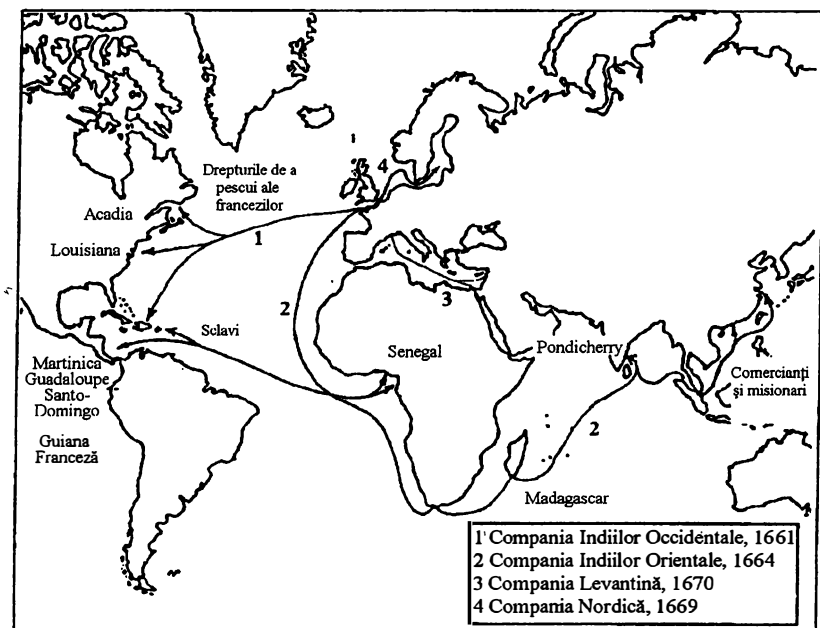 4
Drepturile de a
pescui ale
francezilor
Acadia
1
Louisiana
2
3
Sclavi
Senegal
Pondicherry
Comercianţi
şi misionari
Martinica
Guadaloupe
Santo-
Domingo
Guiana
Franceză
2
Madagascar
1 Compania Indiilor Occidentale, 1661
2 Compania Indiilor Orientale, 1664
3 Compania Levantină, 1670
4 Compania Nordică, 1669